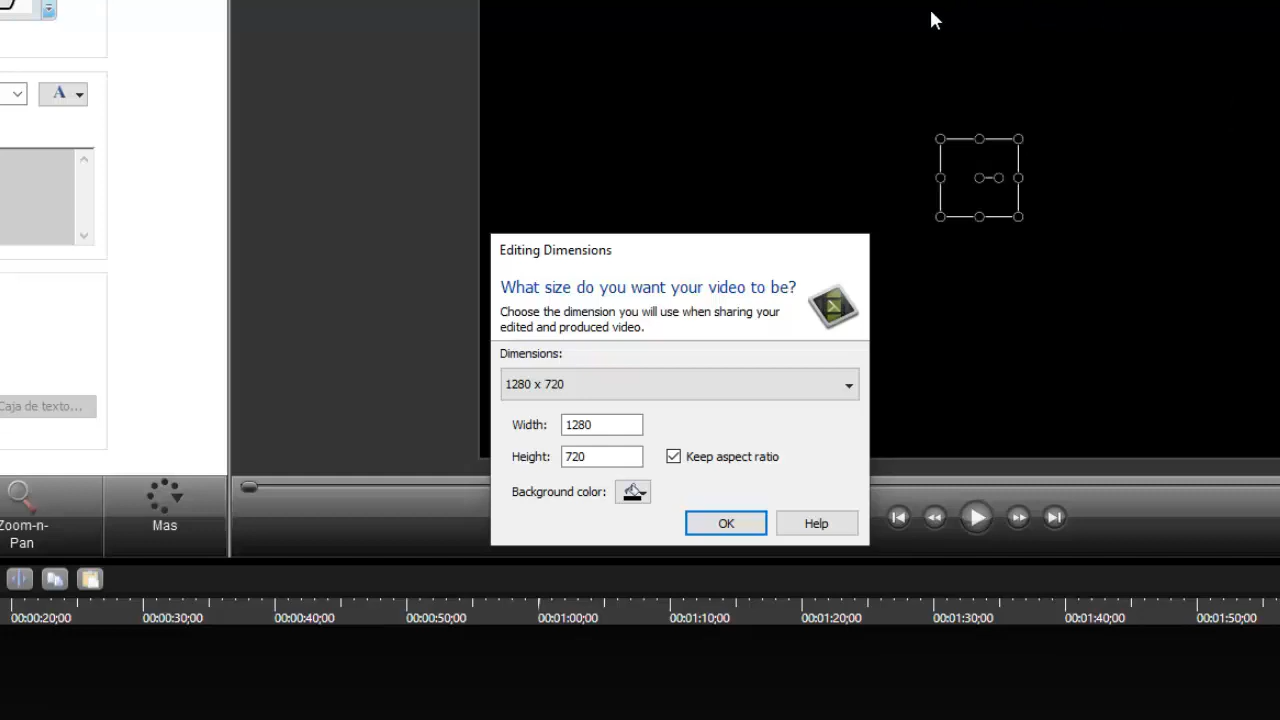 A
Editing Dimensions
What size do you want your video to be?
Choose the dimension you will use when sharing your
edited and produced video.
Dimensions:
1280 x 720
Width: 1280
Height: 720 Keep aspect ratio
Background color:
OK Help
Caja de texto...
Zoom-n-
Pan
Mas
00:00:20;00 00:00:30;00 00:00:40;00 00:00:50;00 00:01:00;00 00:01:10;00 00:01:20;00 00:01:30;00 00:01:40;00 00:01:50;00